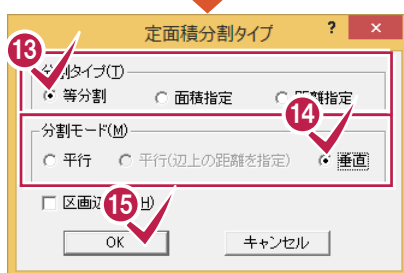 定面積分割タイプ ? ×
13
分割タイプ(T)
等分割 面積指定 距離指定
14
分割モード(M)
平行 平行(辺上の距離を指定) 垂直
15
区画辺 H)
OK キャンセル